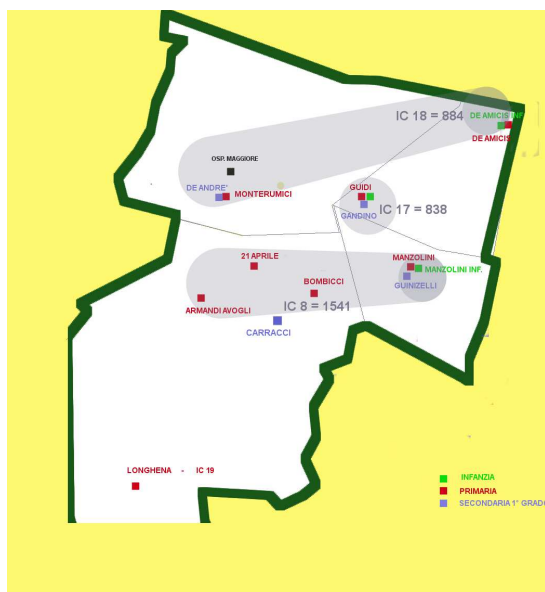 IC 18 = 884
DE AMICIS INF.
DE AMICIS
OSP. MAGGIORE
DE ANDRE'
MONTERUMICI
GUIDI
GANDINO
IC 17 = 838
21 APRILE
MANZOLINI
MANZOLINI INF.
GUINIZELLI
BOMBICCI
ARMANDI AVOGLI
IC 8 = 1541
CARRACCI
LONGHENA - IC 19
INFANZIA
PRIMARIA
SECONDARIA 1° GRADO